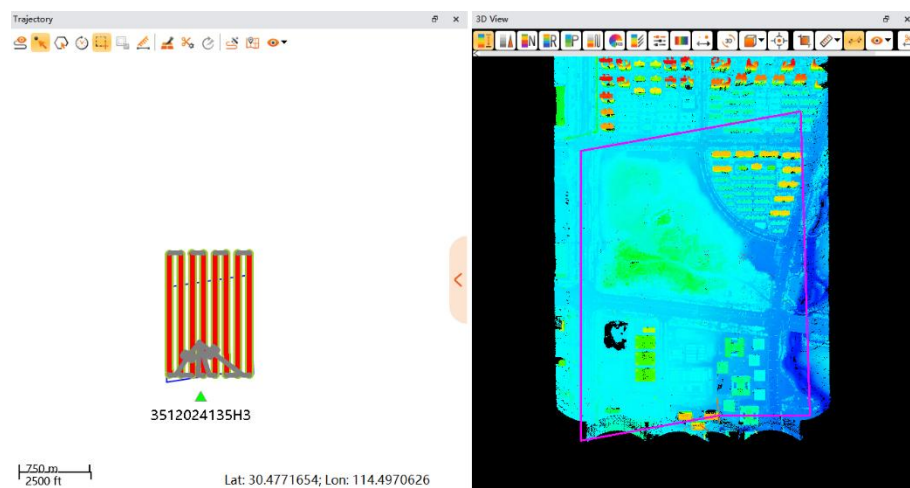 Trajectory
3D View
N
R
P
3512024135H3
750 m
2500 ft
Lat: 30.4771654; Lon: 114.4970626